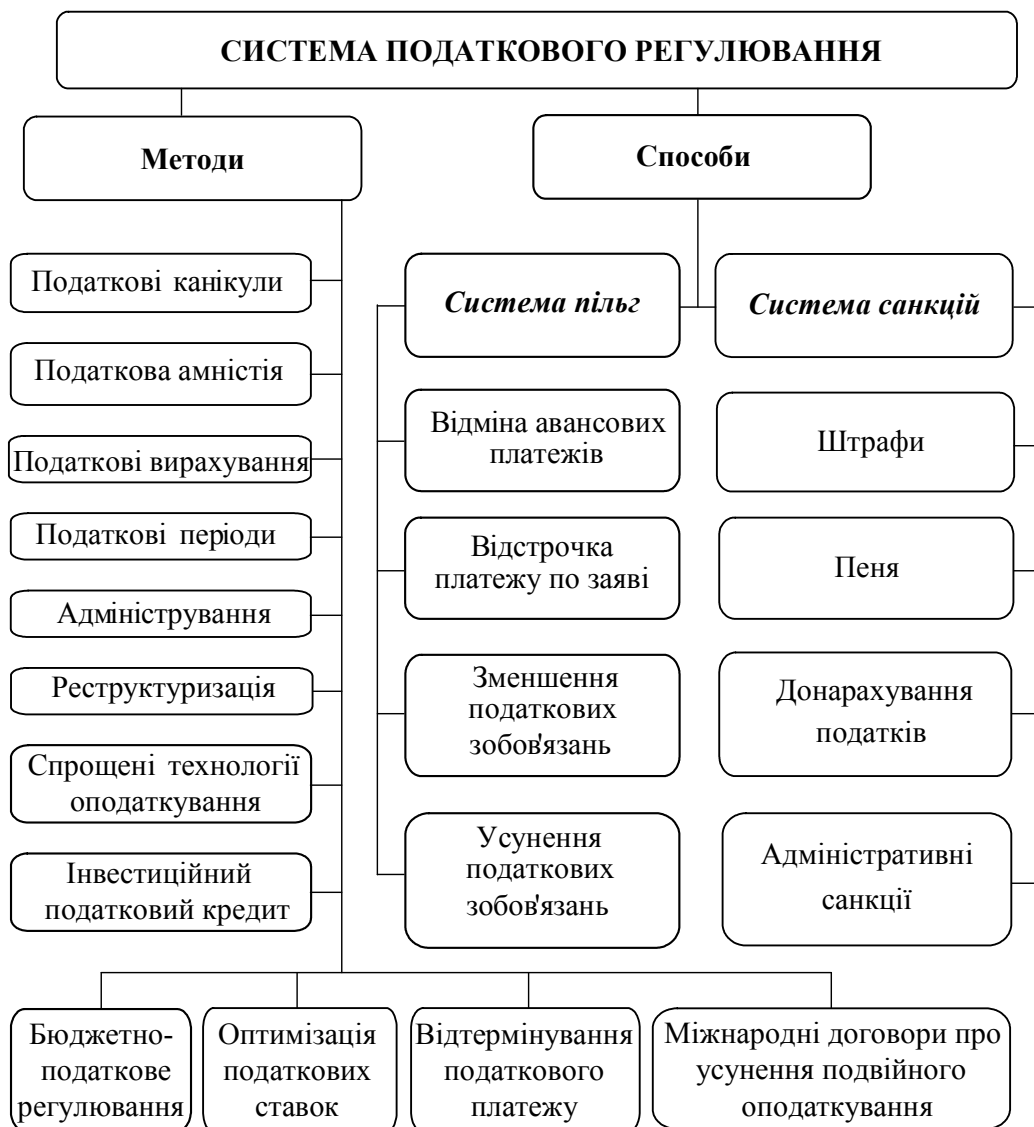 СИСТЕМА ПОДАТКОВОГО РЕГУЛЮВАННЯ
Методи
Способи
Податкові канікули
Податкова амністія
Податкові вирахування
Податкові періоди
Адміністрування
Реструктуризація
Спрощені технології
оподаткування
Інвестиційний
податковий кредит
Система пільг
Відміна авансових
платежів
Відстрочка
платежу по заяві
Зменшення
податкових
зобов'язань
Усунення
податкових
зобов'язань
Система санкцій
Штрафи
Пеня
Донарахування
податків
Адміністративні
санкції
Бюджетно-
податкове
регулювання
Оптимізація
податкових
ставок
Відтермінування
податкового
платежу
Міжнародні договори про
усунення подвійного
оподаткування